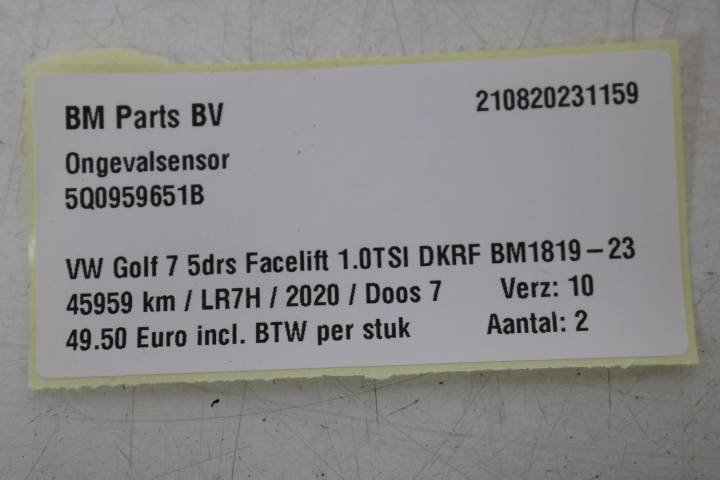 BM Parts BV 210820231159
Ongevalsensor
5Q0959651B
VW Golf 7 5drs Facelift 1.0TSI DKRF BM1819-23
45959 km / LR7H / 2020 / Doos 7 Verz: 10
49.50 Euro incl. BTW per stuk Aantal: 2